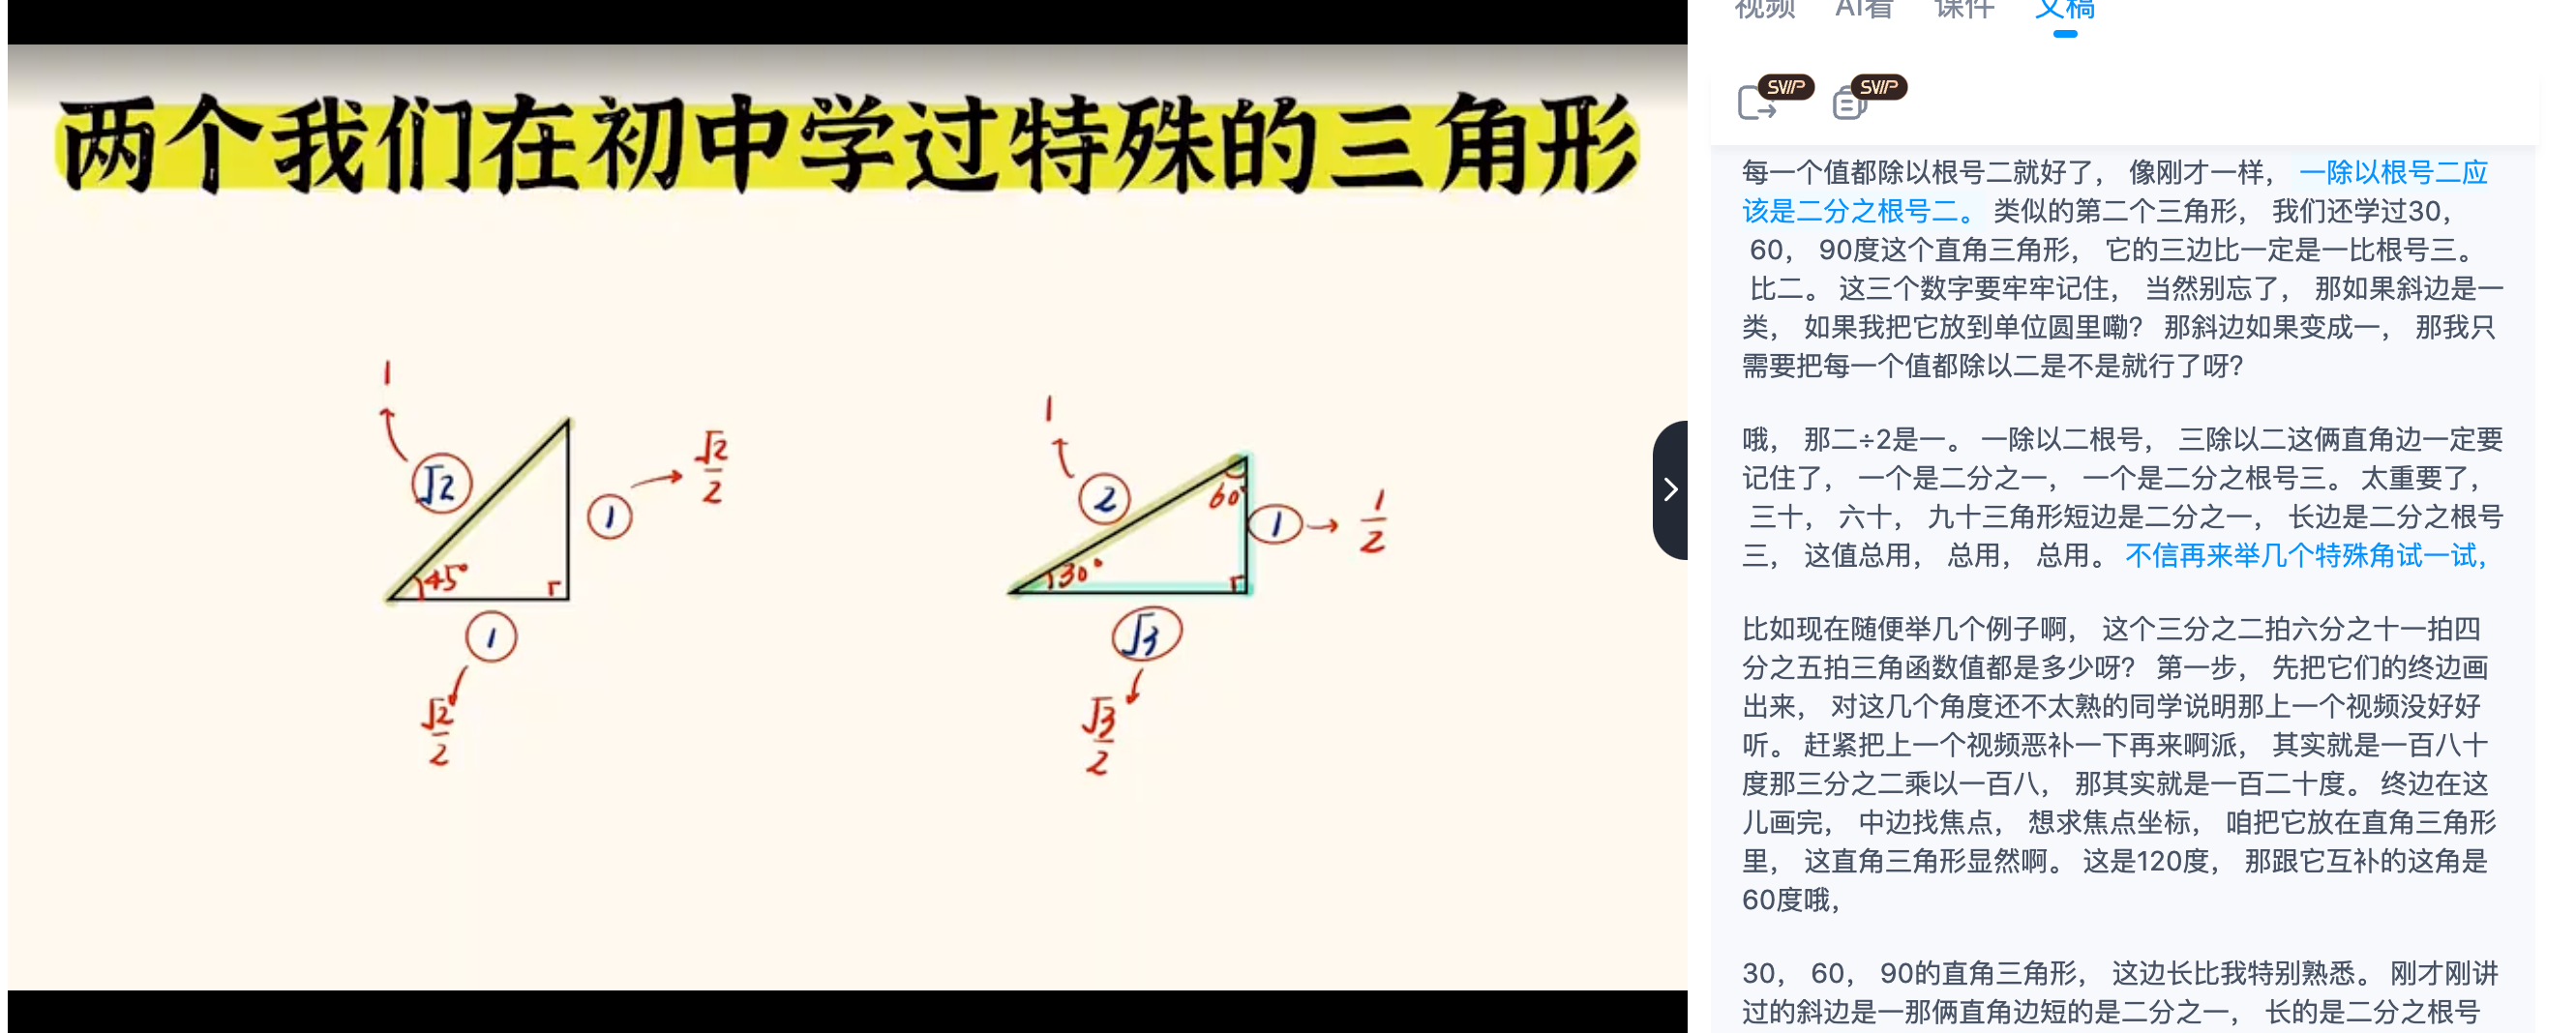 两个我们在初中学过特殊的三角形
1
√2
45°
1
√2/2
1
√2/2
1
2
60°
30°
1
1/2
√3
√3/2
视频 AI看 课件 文稿
SVIP SVIP
每一个值都除以根号二就好了， 像刚才一样， 一除以根号二应
该是二分之根号二。 类似的第二个三角形， 我们还学过30，
60， 90度这个直角三角形， 它的三边比一定是一比根号三。
比二。 这三个数字要牢牢记住， 当然别忘了， 那如果斜边是一
类， 如果我把它放到单位圆里嘞？ 那斜边如果变成一， 那我只
需要把每一个值都除以二是不是就行了呀？
哦， 那二÷2是一。 一除以二根号， 三除以二这俩直角边一定要
记住了， 一个是二分之一， 一个是二分之根号三。 太重要了，
三十， 六十， 九十三角形短边是二分之一， 长边是二分之根号
三， 这值总用， 总用， 总用。 不信再来举几个特殊角试一试，
比如现在随便举几个例子啊， 这个三分之二拍六分之十一拍四
分之五拍三角函数值都是多少呀？ 第一步， 先把它们的终边画
出来， 对这几个角度还不太熟的同学说明那上一个视频没好好
听。 赶紧把上一个视频恶补一下再来啊派， 其实就是一百八十
度那三分之二乘以一百八， 那其实就是一百二十度。 终边在这
儿画完， 中边找焦点， 想求焦点坐标， 咱把它放在直角三角形
里， 这直角三角形显然啊。 这是120度， 那跟它互补的这角是
60度哦，
30， 60， 90的直角三角形， 这边长比我特别熟悉。 刚才刚讲
过的斜边是一那俩直角边短的是二分之一， 长的是二分之根号